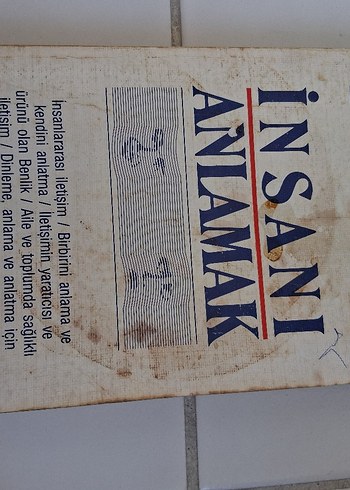 İNSANI
ANLAMAK
İnsanlararası İletişim / Birbirini anlama ve
kendini anlatma / İletişimin yaratıcısı ve
ürünü olan Benlik / Aile ve toplumda sağlıklı
iletişim / Dinleme, anlama ve anlatma için